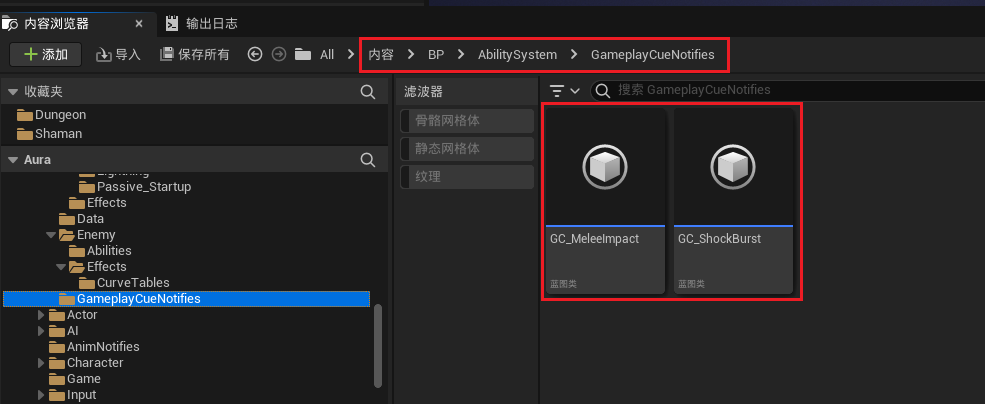 内容浏览器 × 输出日志
添加 导入 保存所有 All > 内容 > BP > AbilitySystem > GameplayCueNotifies
收藏夹
Dungeon
Shaman
Aura
Lightning
Passive_Startup
Effects
Data
Enemy
Abilities
Effects
CurveTables
GameplayCueNotifies
Actor
AI
AnimNotifies
Character
Game
Input
滤波器
骨骼网格体
静态网格体
纹理
搜索 GameplayCueNotifies
GC_MeleeImpact
蓝图类
GC_ShockBurst
蓝图类